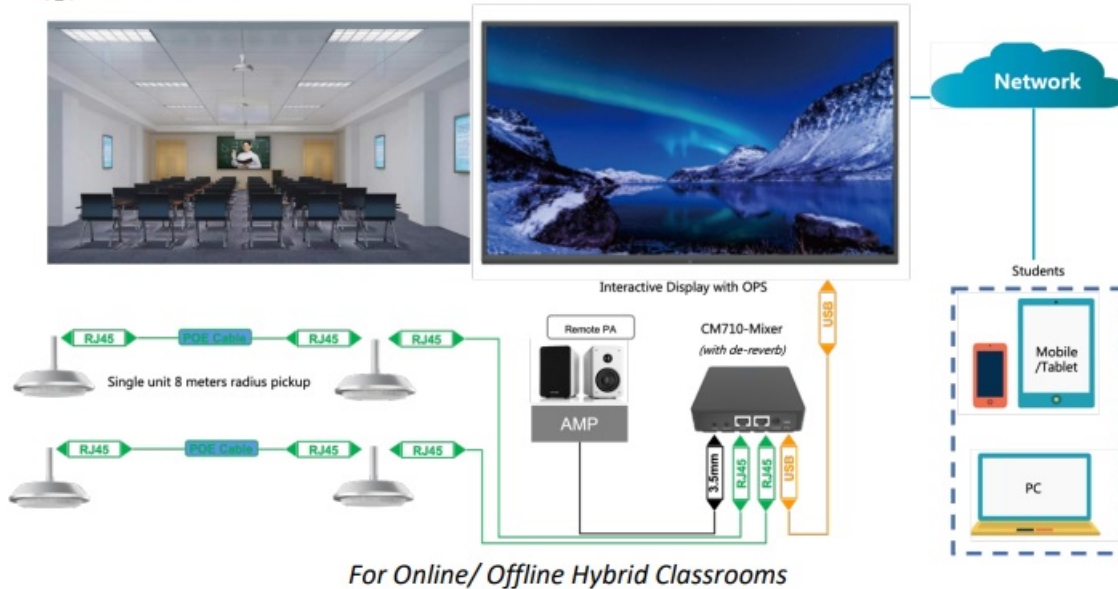 Network
Interactive Display with OPS
Students
RJ45
POE Cable
RJ45
RJ45
Single unit 8 meters radius pickup
Remote PA
AMP
CM710-Mixer
(with de-reverb)
USB
Mobile
/Tablet
RJ45
POE Cable
RJ45
RJ45
3.5mm
RJ45
RJ45
USB
PC
For Online/ Offline Hybrid Classrooms